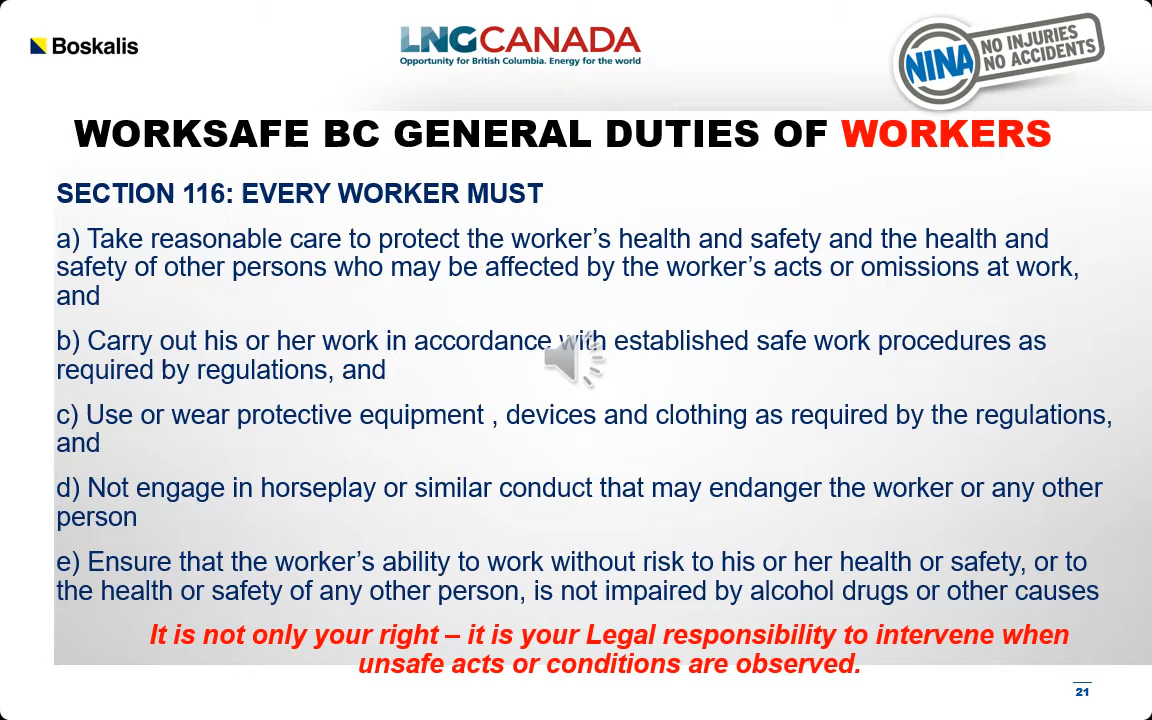 Boskalis
LNGCANADA
Opportunity for British Columbia. Energy for the world
NINA
NO INJURIES
NO ACCIDENTS
WORKSAFE BC GENERAL DUTIES OF WORKERS
SECTION 116: EVERY WORKER MUST
a) Take reasonable care to protect the worker’s health and safety and the health and
safety of other persons who may be affected by the worker’s acts or omissions at work,
and
b) Carry out his or her work in accordance with established safe work procedures as
required by regulations, and
c) Use or wear protective equipment , devices and clothing as required by the regulations,
and
d) Not engage in horseplay or similar conduct that may endanger the worker or any other
person
e) Ensure that the worker’s ability to work without risk to his or her health or safety, or to
the health or safety of any other person, is not impaired by alcohol drugs or other causes
It is not only your right – it is your Legal responsibility to intervene when
unsafe acts or conditions are observed.
21